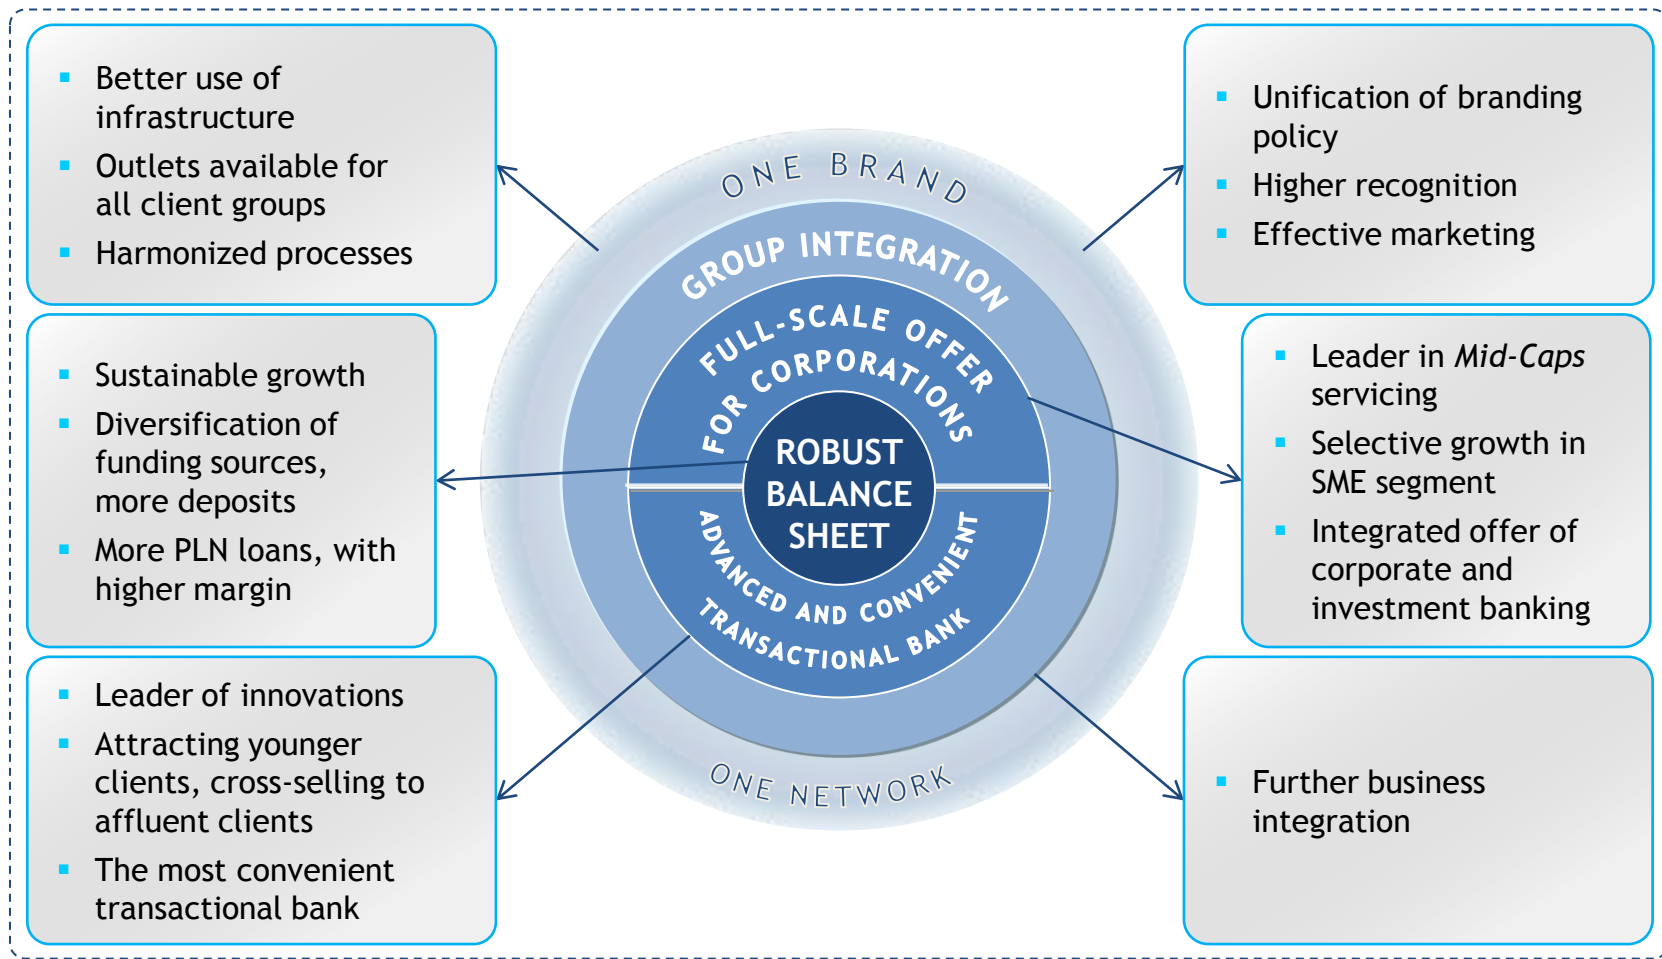 Better use of
infrastructure
Outlets available for
all client groups
Harmonized processes
Sustainable growth
Diversification of
funding sources,
more deposits
More PLN loans, with
higher margin
Leader of innovations
Attracting younger
clients, cross-selling to
affluent clients
The most convenient
transactional bank
ONE BRAND
GROUP INTEGRATION
FULL-SCALE OFFER
FOR CORPORATIONS
ROBUST
BALANCE
SHEET
ADVANCED AND CONVENIENT
TRANSACTIONAL BANK
ONE NETWORK
Unification of branding
policy
Higher recognition
Effective marketing
Leader in Mid-Caps
servicing
Selective growth in
SME segment
Integrated offer of
corporate and
investment banking
Further business
integration